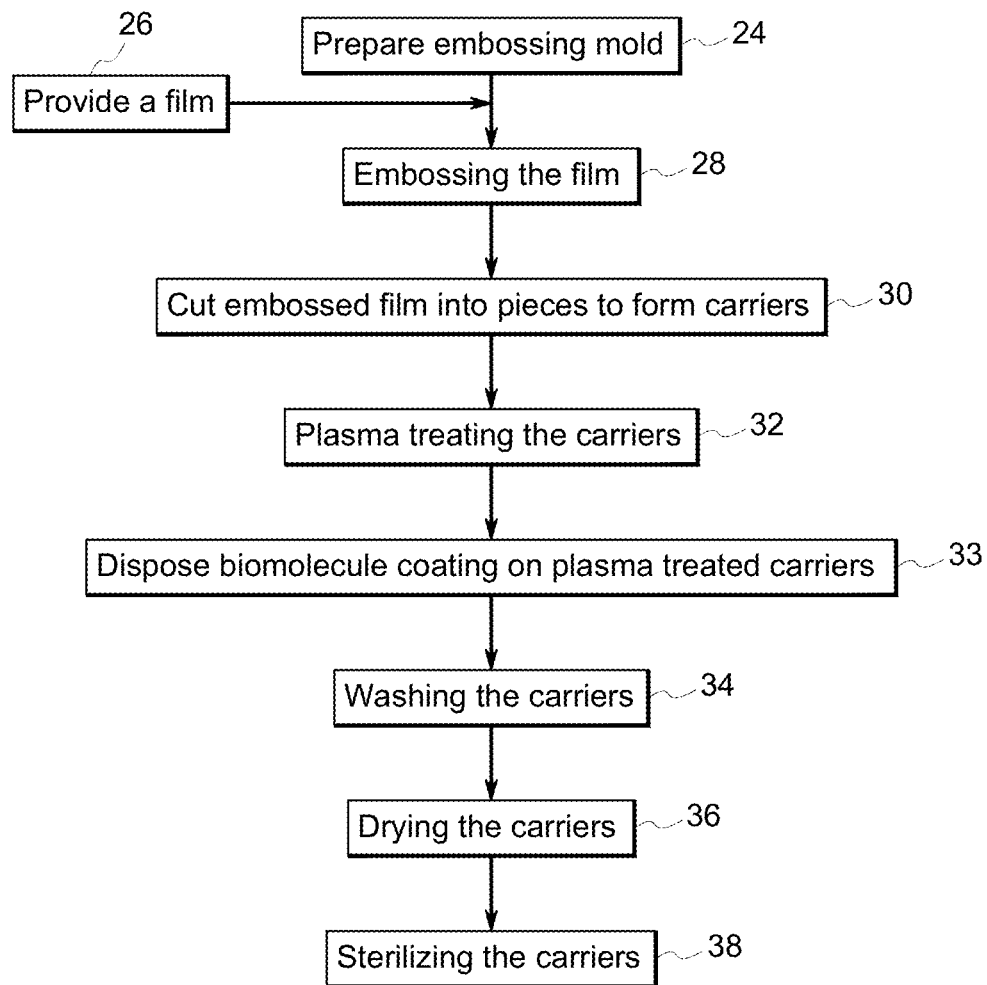 26
Prepare embossing mold 24
Provide a film
Embossing the film 28
Cut embossed film into pieces to form carriers 30
Plasma treating the carriers 32
Dispose biomolecule coating on plasma treated carriers 33
Washing the carriers 34
Drying the carriers 36
Sterilizing the carriers 38